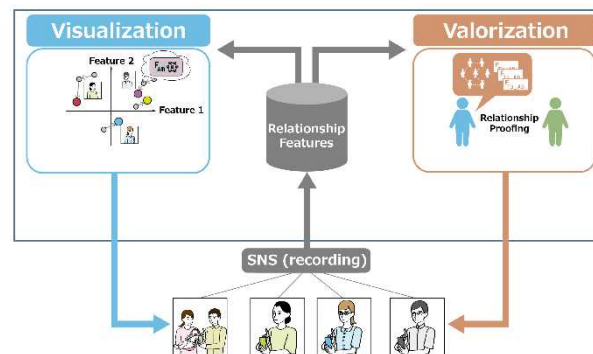 Visualization
Valorization
Feature 2
Feature 1
Relationship
Features
Relationship
Proofing
SNS (recording)